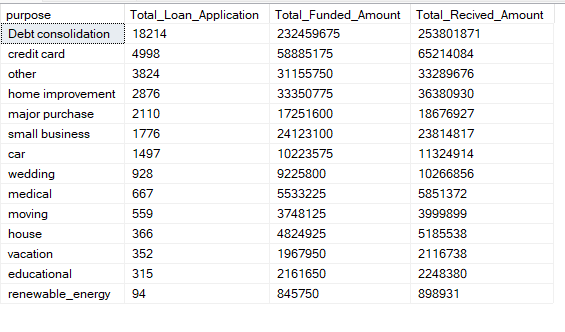 purpose Total_Loan_Application Total_Funded_Amount Total_Recived_Amount
Debt consolidation 18214 232459675 253801871
credit card 4998 58885175 65214084
other 3824 31155750 33289676
home improvement 2876 33350775 36380930
major purchase 2110 17251600 18676927
small business 1776 24123100 23814817
car 1497 10223575 11324914
wedding 928 9225800 10266856
medical 667 5533225 5851372
moving 559 3748125 3999899
house 366 4824925 5185538
vacation 352 1967950 2116738
educational 315 2161650 2248380
renewable_energy 94 845750 898931